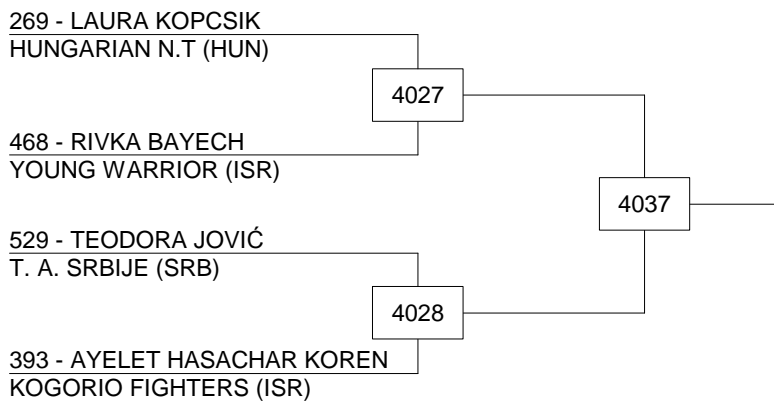 269 - LAURA KOPCSIK
HUNGARIAN N.T (HUN)
4027
468 - RIVKA BAYECH
YOUNG WARRIOR (ISR)
4037
529 - TEODORA JOVIĆ
T. A. SRBIJE (SRB)
4028
393 - AYELET HASACHAR KOREN
KOGORIO FIGHTERS (ISR)